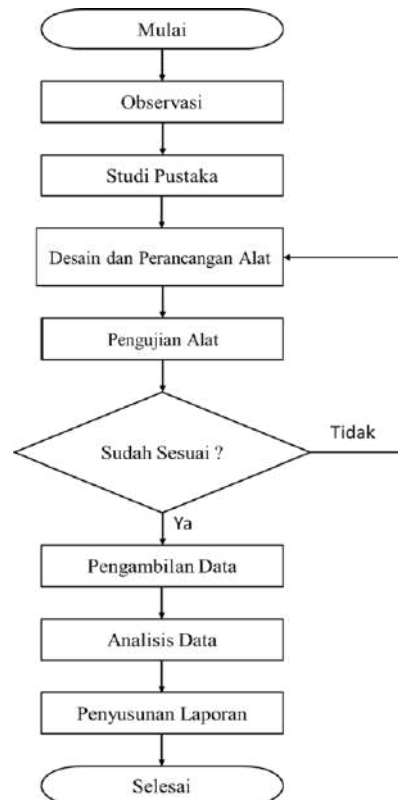 Mulai
Observasi
Studi Pustaka
Desain dan Perancangan Alat
Pengujian Alat
Sudah Sesuai ?
Tidak
Ya
Pengambilan Data
Analisis Data
Penyusunan Laporan
Selesai